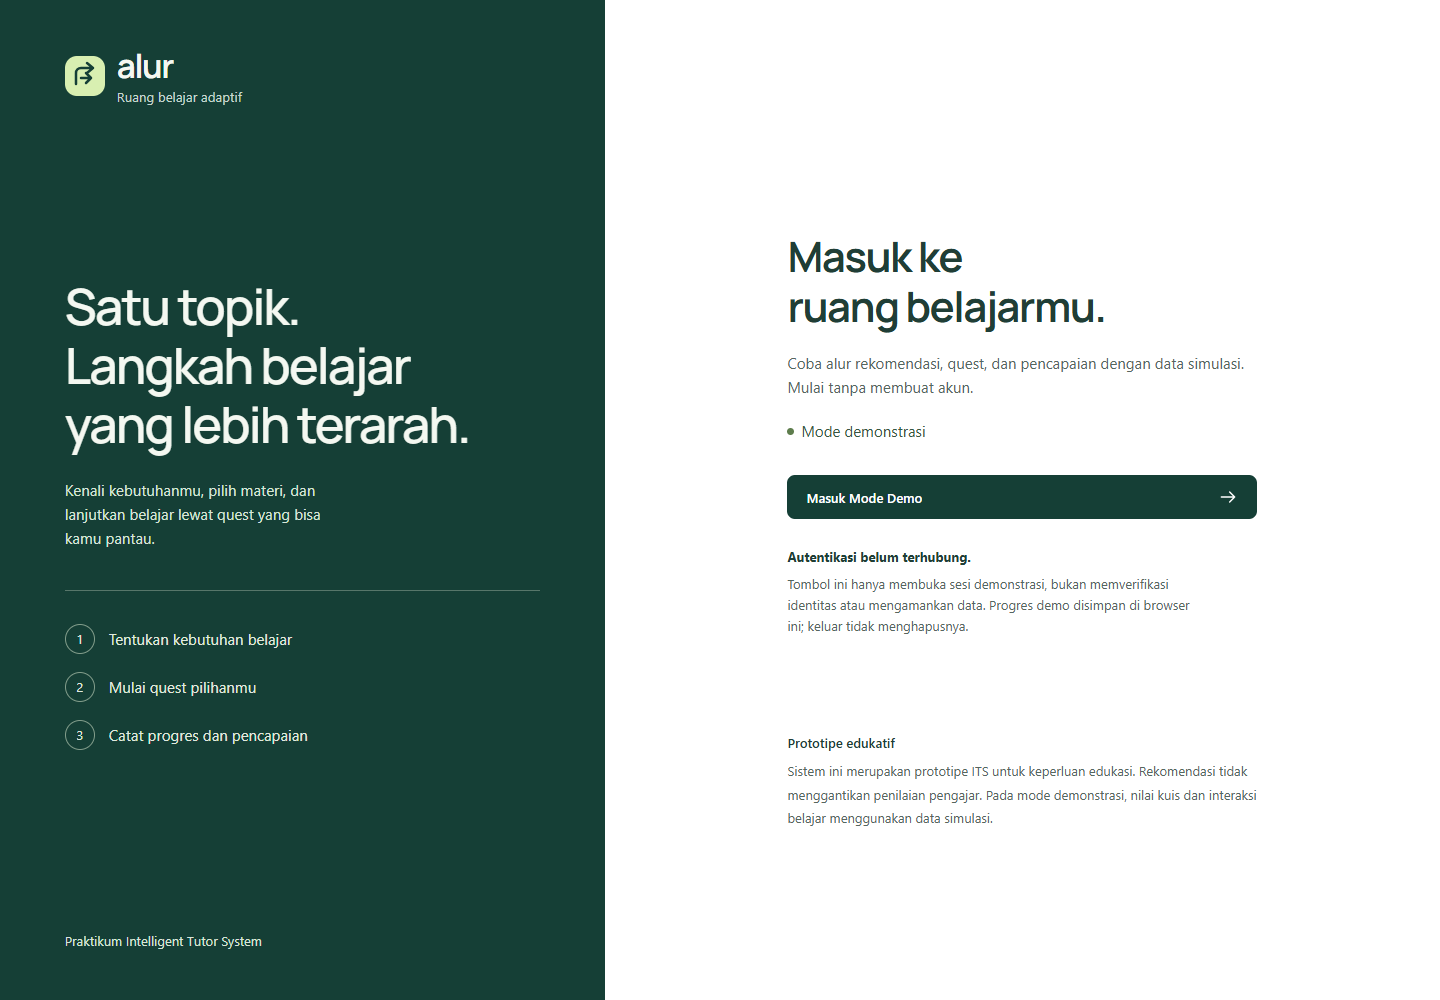 alur
Ruang belajar adaptif
Satu topik.
Langkah belajar
yang lebih terarah.
Kenali kebutuhanmu, pilih materi, dan
lanjutkan belajar lewat quest yang bisa
kamu pantau.
1 Tentukan kebutuhan belajar
2 Mulai quest pilihanmu
3 Catat progres dan pencapaian
Praktikum Intelligent Tutor System
Masuk ke
ruang belajarmu.
Coba alur rekomendasi, quest, dan pencapaian dengan data simulasi.
Mulai tanpa membuat akun.
Mode demonstrasi
Masuk Mode Demo
Autentikasi belum terhubung.
Tombol ini hanya membuka sesi demonstrasi, bukan memverifikasi
identitas atau mengamankan data. Progres demo disimpan di browser
ini; keluar tidak menghapusnya.
Prototipe edukatif
Sistem ini merupakan prototipe ITS untuk keperluan edukasi. Rekomendasi tidak
menggantikan penilaian pengajar. Pada mode demonstrasi, nilai kuis dan interaksi
belajar menggunakan data simulasi.